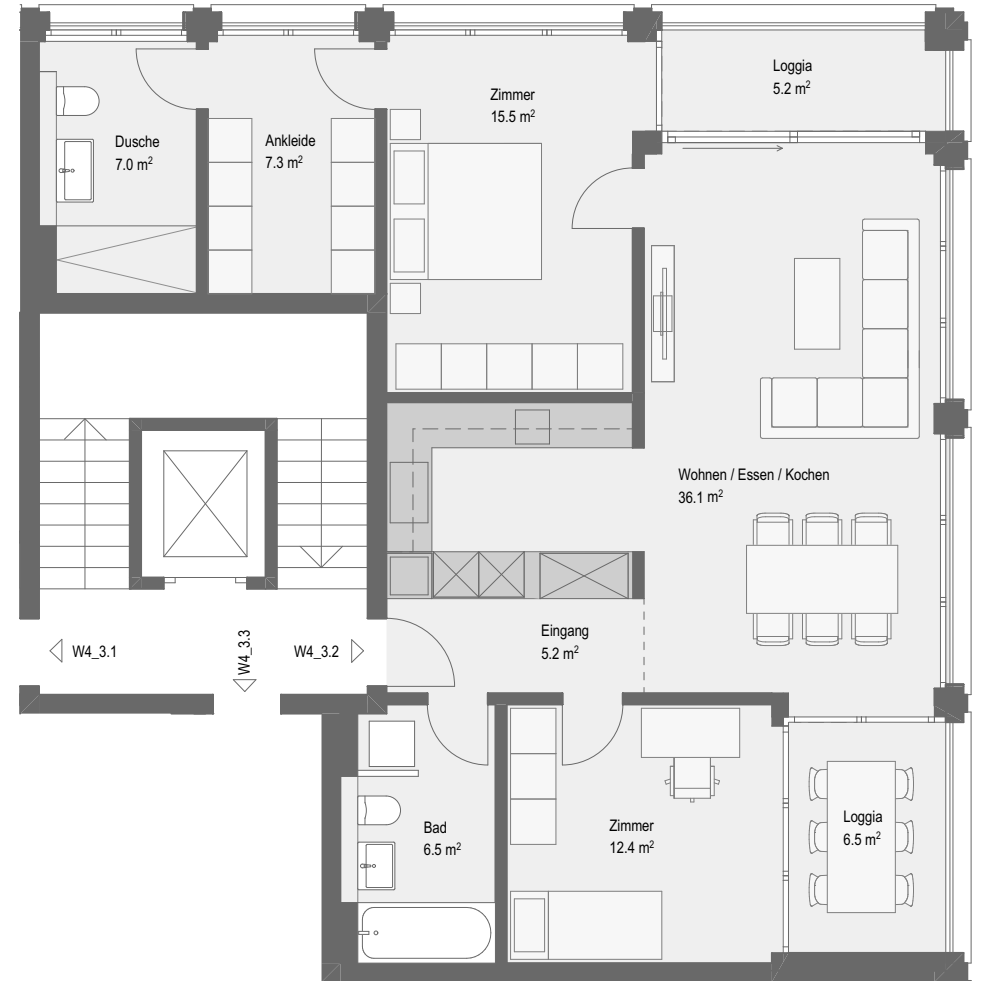 Loggia
5.2 m²
Zimmer
15.5 m²
Dusche
7.0 m²
Ankleide
7.3 m²
Wohnen / Essen / Kochen
36.1 m²
Eingang
5.2 m²
W4_3.1
W4_3.3
W4_3.2
Zimmer
12.4 m²
Loggia
6.5 m²
Bad
6.5 m²